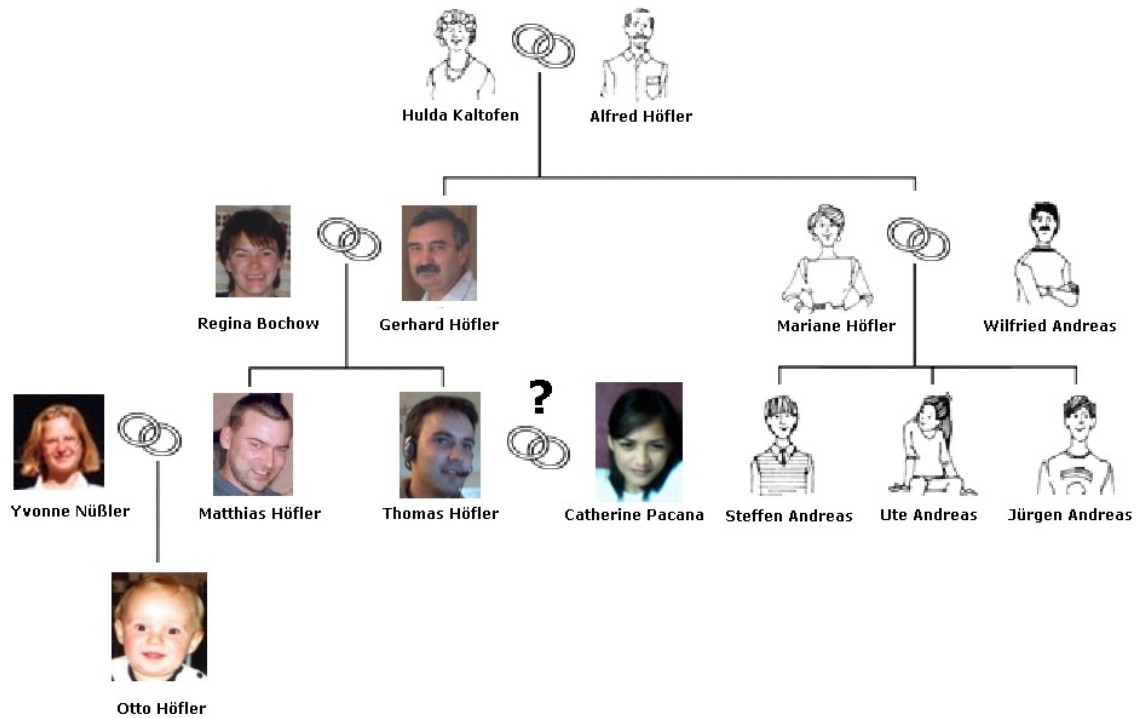 Hulda Kaltofen
Alfred Höfler
Regina Bochow
Gerhard Höfler
Mariane Höfler
Wilfried Andreas
?
Yvonne Nüßler
Matthias Höfler
Thomas Höfler
Catherine Pacana
Steffen Andreas
Ute Andreas
Jürgen Andreas
Otto Höfler